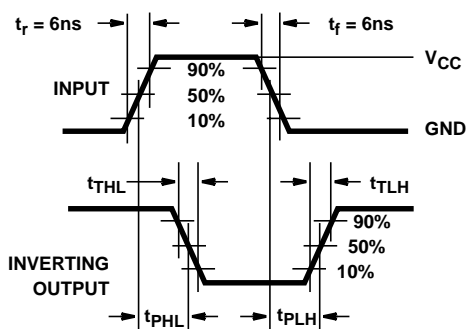 tr = 6ns
tf = 6ns
VCC
90%
INPUT
50%
10%
GND
tTHL
tTLH
90%
50%
INVERTING
OUTPUT
10%
tPHL
tPLH